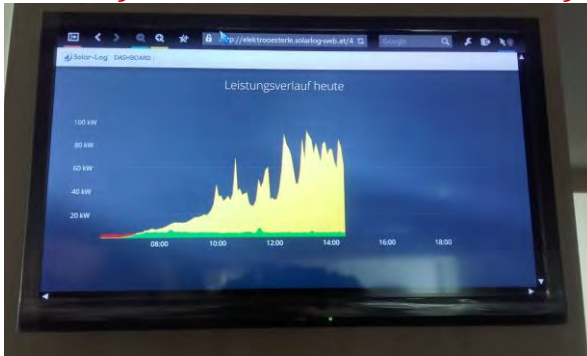 http://elektrooesterle.solarlog-web.at/4
Google
Solar-Log DASHBOARD
Leistungsverlauf heute
100 kW
80 kW
60 kW
40 kW
20 kW
08:00 10:00 12:00 14:00 16:00 18:00